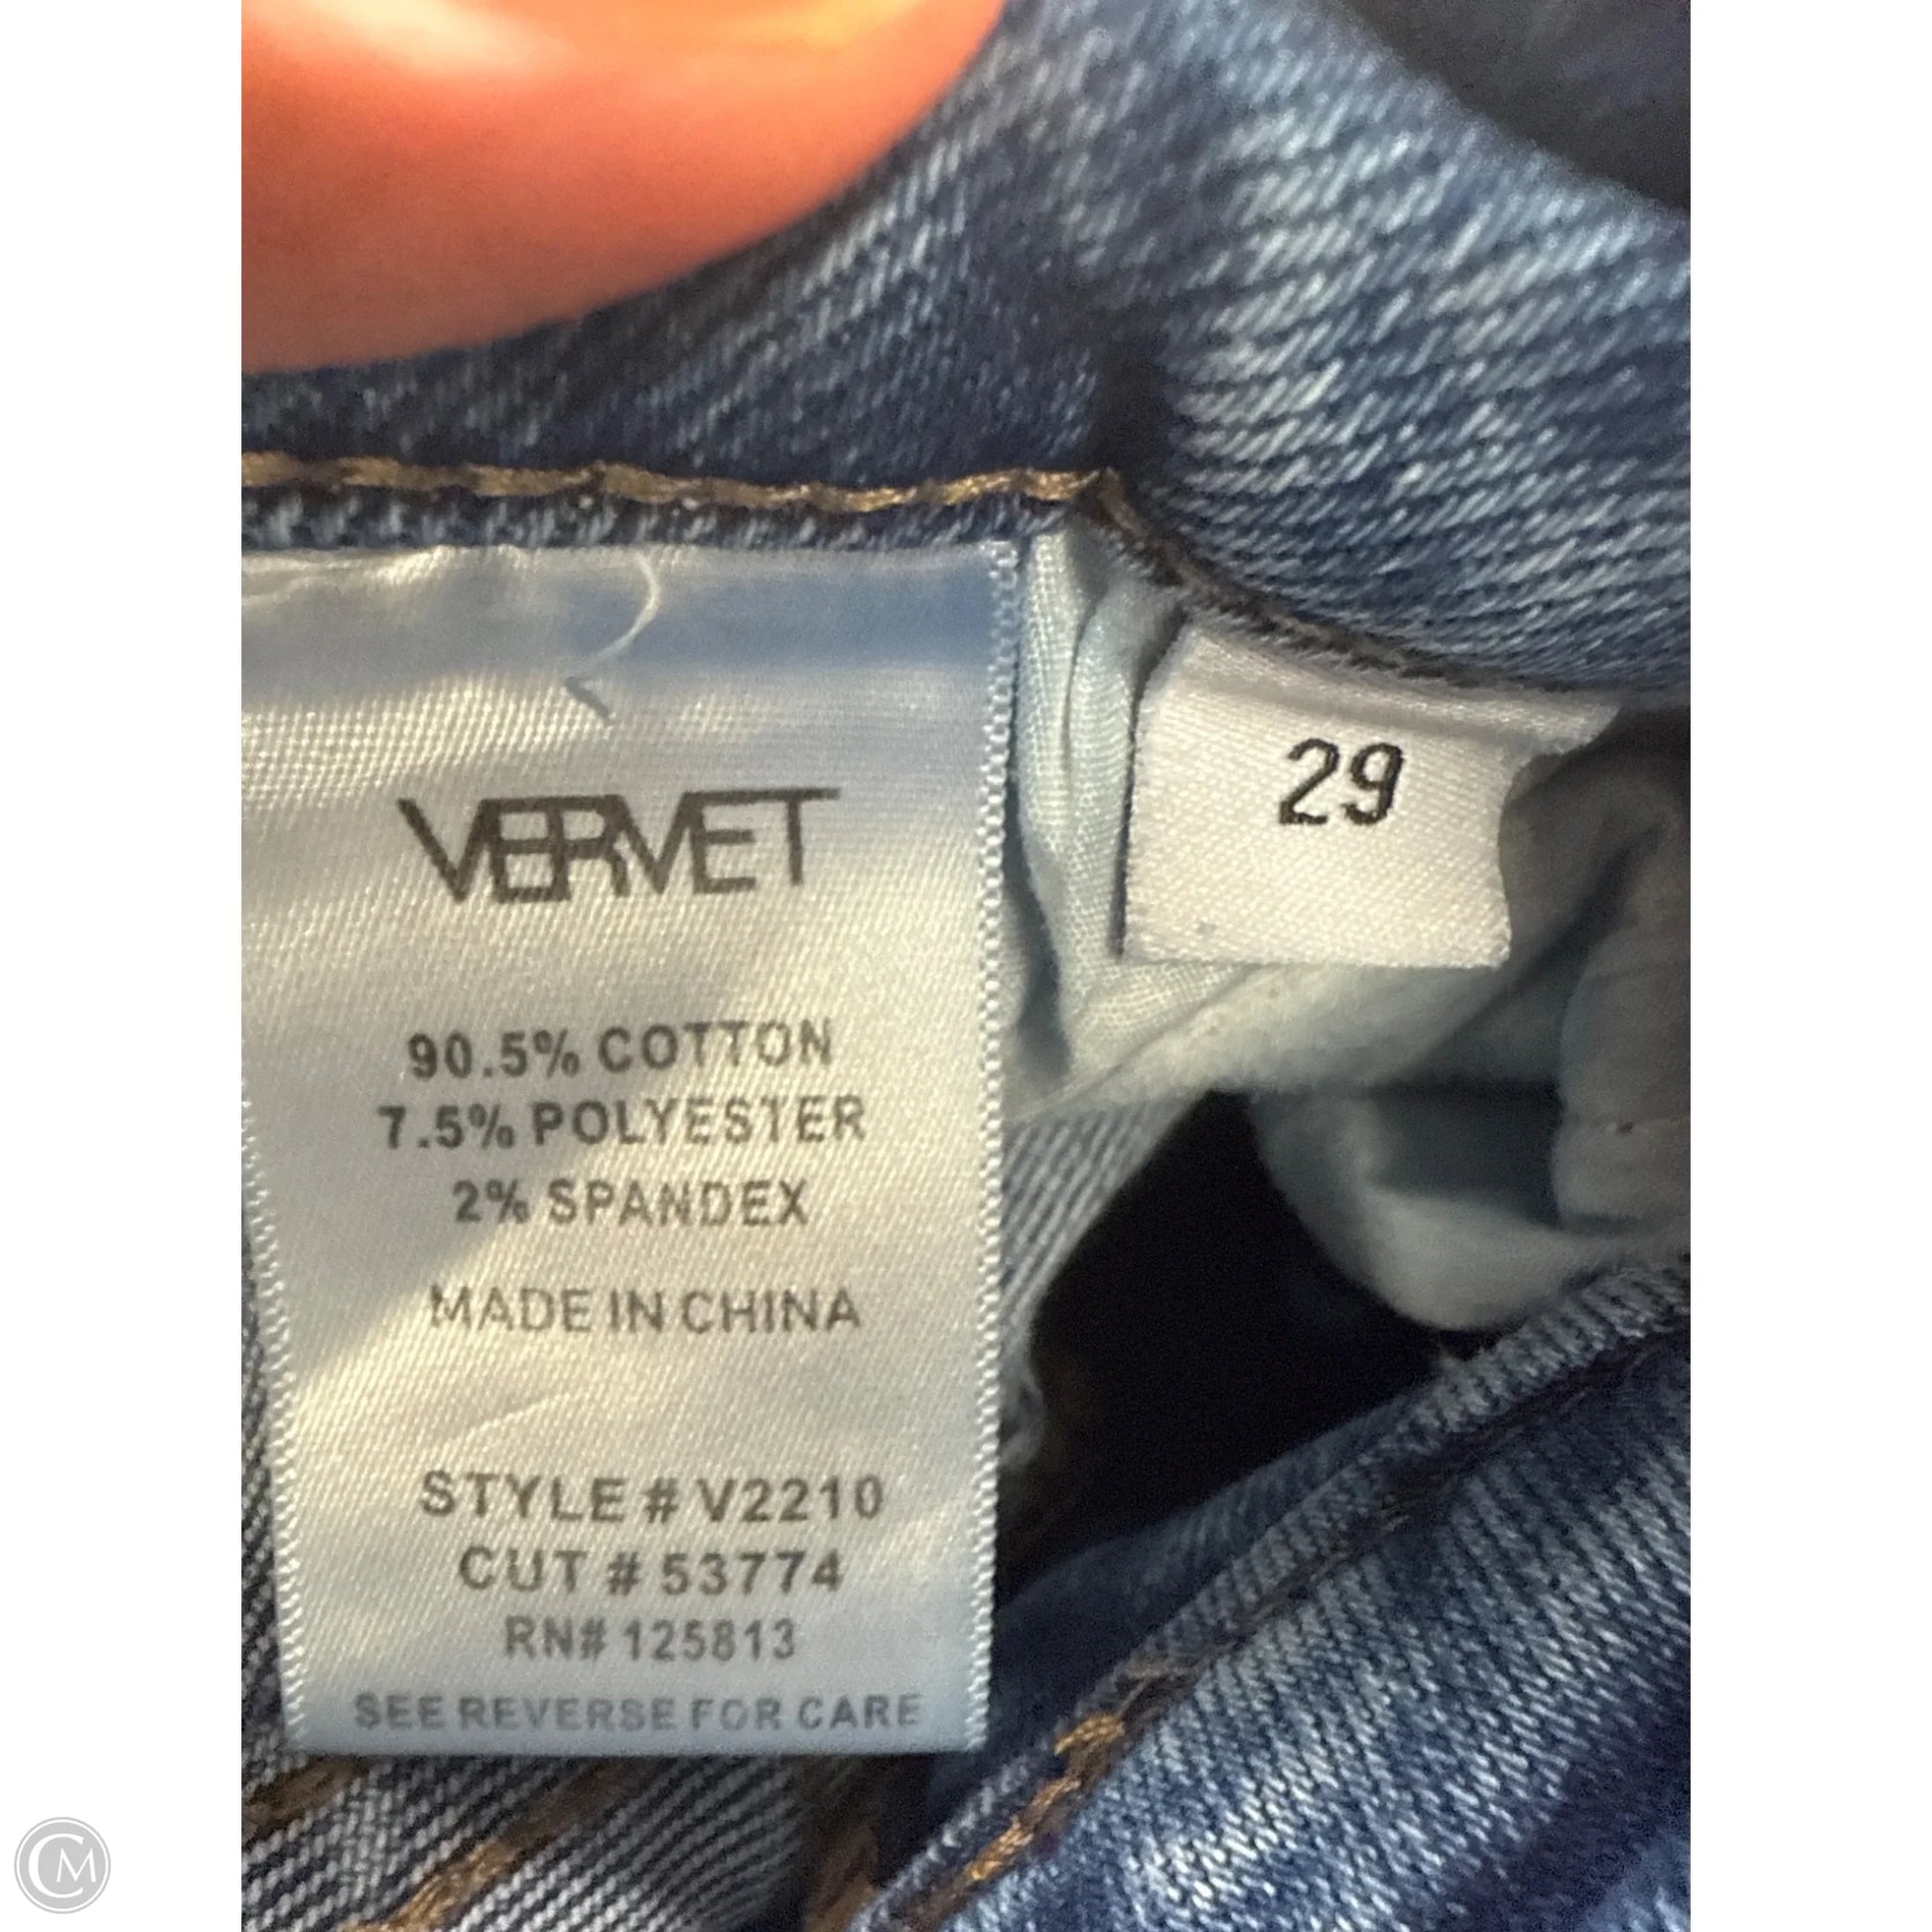 VERVET
29
90.5% COTTON
7.5% POLYESTER
2% SPANDEX
MADE IN CHINA
STYLE # V2210
CUT # 53774
RN# 125813
SEE REVERSE FOR CARE
CM